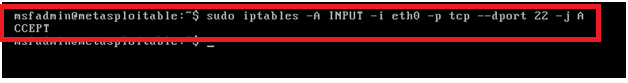 msfadmin@metasploitable:~$ sudo iptables -A INPUT -i eth0 -p tcp --dport 22 -j A
CCEPT
msfadmin@metasploitable:~$ _